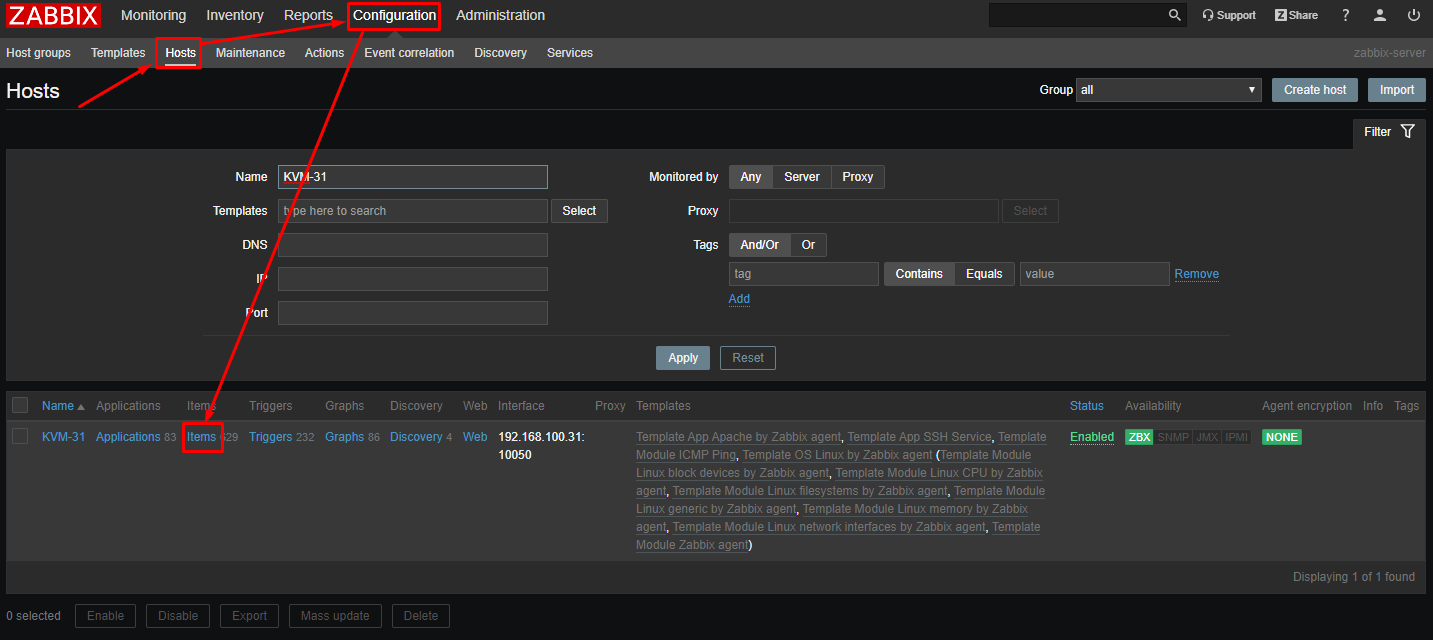 ZABBIX Monitoring Inventory Reports Configuration Administration Support Z Share ?
Host groups Templates Hosts Maintenance Actions Event correlation Discovery Services zabbix-server
Hosts Group all Create host Import
Filter
Name KVM-31 Monitored by Any Server Proxy
Templates type here to search Select Proxy Select
DNS Tags And/Or Or
IP tag Contains Equals value Remove
Add
Port
Apply Reset
Name Applications Items Triggers Graphs Discovery Web Interface Proxy Templates Status Availability Agent encryption Info Tags
KVM-31 Applications 83 Items 629 Triggers 232 Graphs 86 Discovery 4 Web 192.168.100.31: Template App Apache by Zabbix agent, Template App SSH Service, Template Enabled ZBX SNMP JMX IPMI NONE
10050 Module ICMP Ping, Template OS Linux by Zabbix agent (Template Module
Linux block devices by Zabbix agent, Template Module Linux CPU by Zabbix
agent, Template Module Linux filesystems by Zabbix agent, Template Module
Linux generic by Zabbix agent, Template Module Linux memory by Zabbix
agent, Template Module Linux network interfaces by Zabbix agent, Template
Module Zabbix agent)
Displaying 1 of 1 found
0 selected Enable Disable Export Mass update Delete